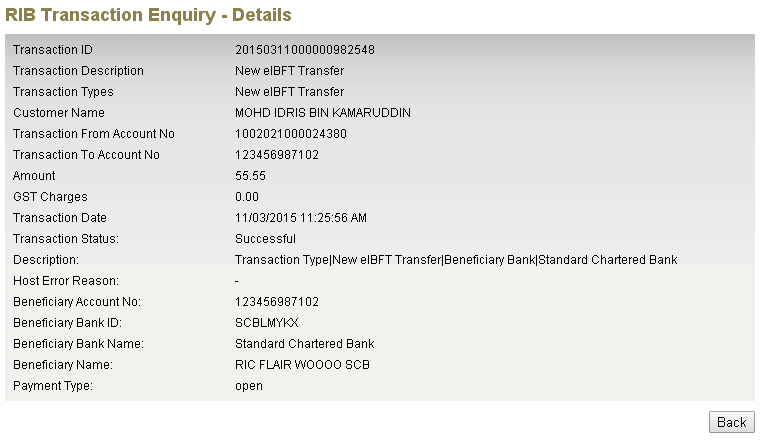 RIB Transaction Enquiry - Details
Transaction ID 20150311000000982548
Transaction Description New eIBFT Transfer
Transaction Types New eIBFT Transfer
Customer Name MOHD IDRIS BIN KAMARUDDIN
Transaction From Account No 1002021000024380
Transaction To Account No 123456987102
Amount 55.55
GST Charges 0.00
Transaction Date 11/03/2015 11:25:56 AM
Transaction Status: Successful
Description: Transaction Type|New eIBFT Transfer|Beneficiary Bank|Standard Chartered Bank
Host Error Reason: -
Beneficiary Account No: 123456987102
Beneficiary Bank ID: SCBLMYKX
Beneficiary Bank Name: Standard Chartered Bank
Beneficiary Name: RIC FLAIR WOOOO SCB
Payment Type: open
Back